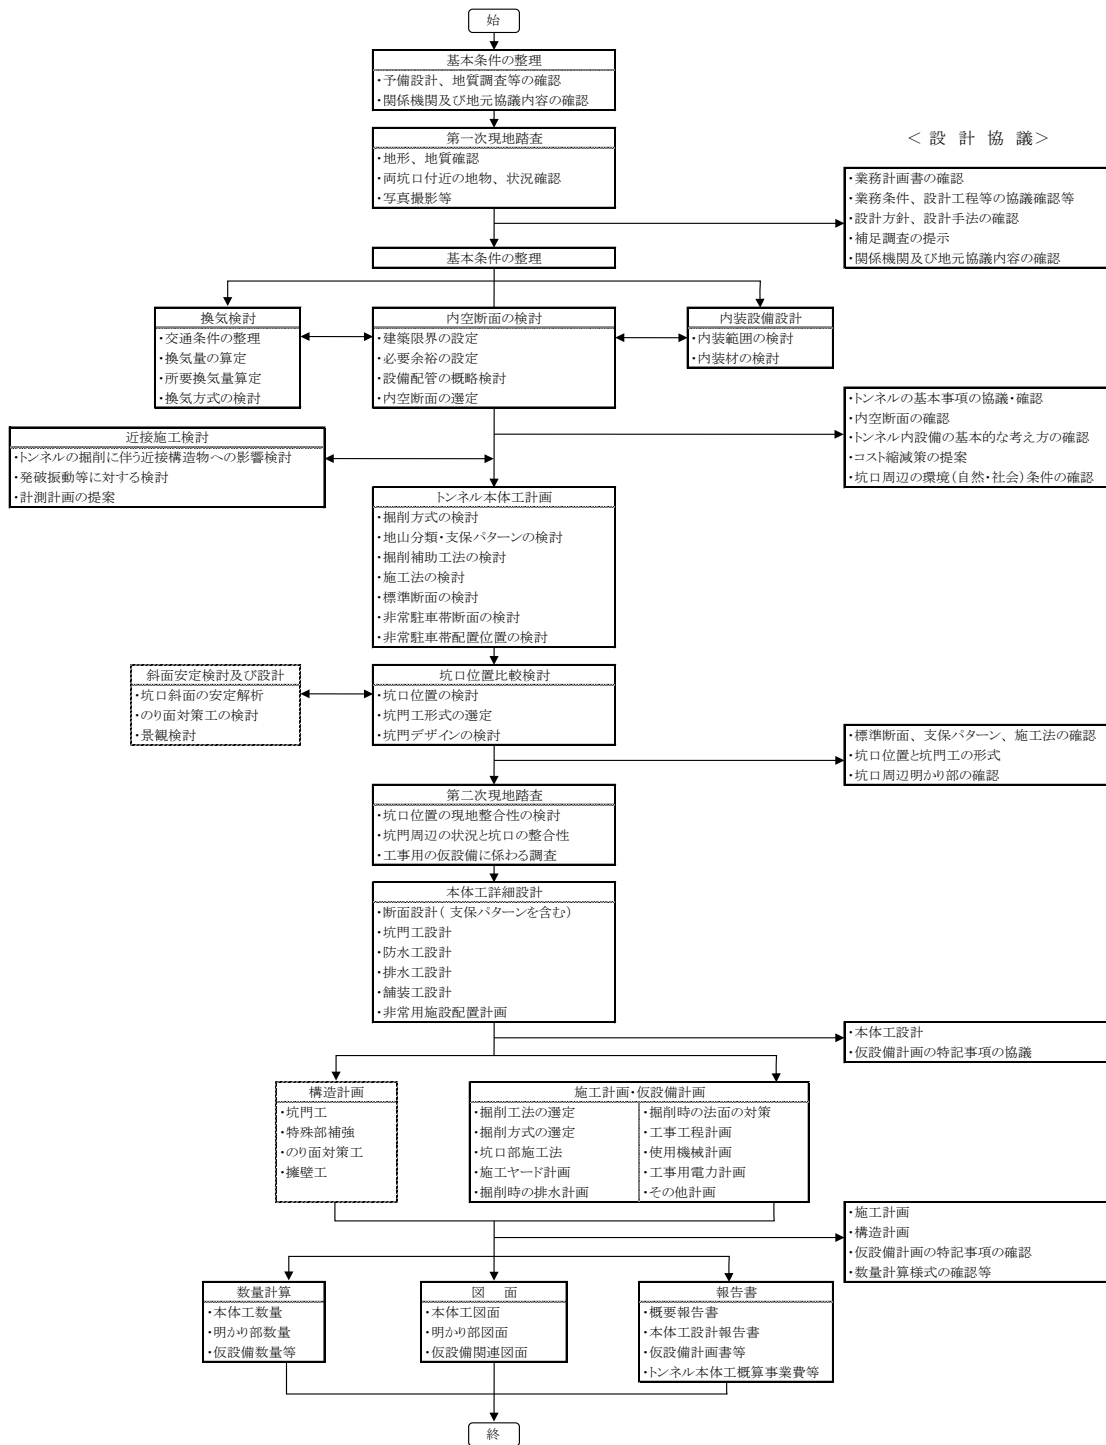 始
基本条件の整理
・予備設計、地質調査等の確認
・関係機関及び地元協議内容の確認
第一次現地踏査
・地形、地質確認
・両坑口付近の地物、状況確認
・写真撮影等
＜ 設 計 協 議＞
・業務計画書の確認
・業務条件、設計工程等の協議確認等
・設計方針、設計手法の確認
・補足調査の提示
・関係機関及び地元協議内容の確認
基本条件の整理
換気検討
・交通条件の整理
・換気量の算定
・所要換気量算定
・換気方式の検討
内空断面の検討
・建築限界の設定
・必要余裕の設定
・設備配管の概略検討
・内空断面の選定
内装設備設計
・内装範囲の検討
・内装材の検討
・トンネルの基本事項の協議・確認
・内空断面の確認
・トンネル内設備の基本的な考え方の確認
・コスト縮減策の提案
・坑口周辺の環境（自然・社会）条件の確認
近接施工検討
・トンネルの掘削に伴う近接構造物への影響検討
・発破振動等に対する検討
・計測計画の提案
トンネル本体工計画
・掘削方式の検討
・地山分類・支保パターンの検討
・掘削補助工法の検討
・施工法の検討
・標準断面の検討
・非常駐車帯断面の検討
・非常駐車帯配置位置の検討
斜面安定検討及び設計
・坑口斜面の安定解析
・のり面対策工の検討
・景観検討
坑口位置比較検討
・坑口位置の検討
・坑門工形式の選定
・坑門デザインの検討
・標準断面、支保パターン、施工法の確認
・坑口位置と坑門工の形式
・坑口周辺明かり部の確認
第二次現地踏査
・坑口位置の現地整合性の検討
・坑門周辺の状況と坑口の整合性
・工事用の仮設備に係わる調査
本体工詳細設計
・断面設計（ 支保パターンを含む）
・坑門工設計
・防水工設計
・排水工設計
・舗装工設計
・非常用施設配置計画
・本体工設計
・仮設備計画の特記事項の協議
構造計画
・坑門工
・特殊部補強
・のり面対策工
・擁壁工
施工計画・仮設備計画
・掘削工法の選定
・掘削方式の選定
・坑口部施工法
・施工ヤード計画
・掘削時の排水計画
・掘削時の法面の対策
・工事工程計画
・使用機械計画
・工事用電力計画
・その他計画
・施工計画
・構造計画
・仮設備計画の特記事項の確認
・数量計算様式の確認等
数量計算
・本体工数量
・明かり部数量
・仮設備数量等
図　面
・本体工図面
・明かり部図面
・仮設備関連図面
報告書
・概要報告書
・本体工設計報告書
・仮設備計画書等
・トンネル本体工概算事業費等
終